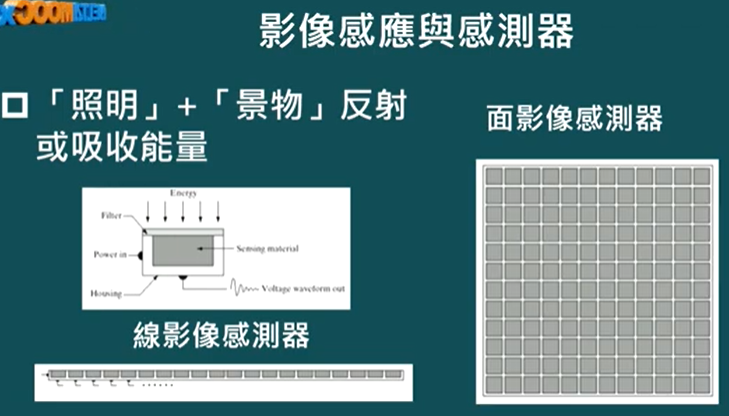 影像感應與感測器
「照明」+「景物」反射
或吸收能量
面影像感測器
Energy
Filter
Power in
Sensing material
Housing
Voltage waveform out
線影像感測器